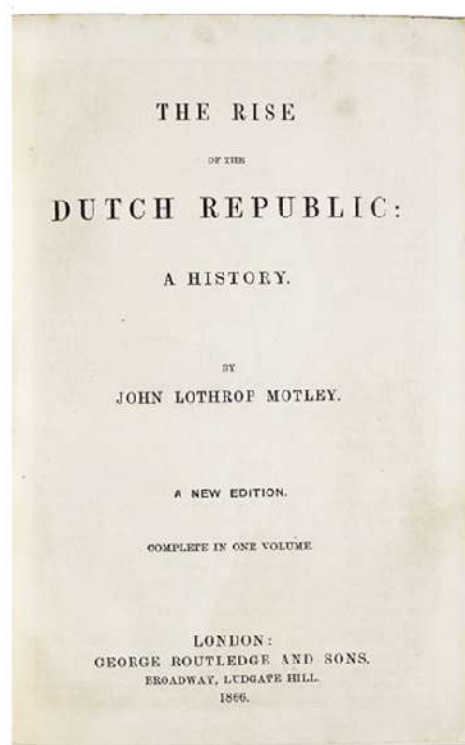 THE RISE
OF THE
DUTCH REPUBLIC:
A HISTORY.
BY
JOHN LOTHROP MOTLEY.
A NEW EDITION.
COMPLETE IN ONE VOLUME
LONDON:
GEORGE ROUTLEDGE AND SONS.
BROADWAY, LUDGATE HILL.
1866.